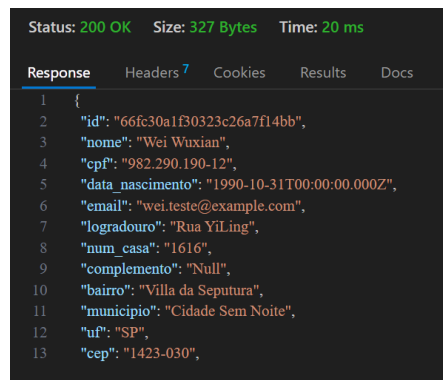 Status: 200 OK Size: 327 Bytes Time: 20 ms
Response Headers 7 Cookies Results Docs
1 {
2 "id": "66fc30a1f30323c26a7f14bb",
3 "nome": "Wei Wuxian",
4 "cpf": "982.290.190-12",
5 "data_nascimento": "1990-10-31T00:00:00.000Z",
6 "email": "wei.teste@example.com",
7 "logradouro": "Rua YiLing",
8 "num_casa": "1616",
9 "complemento": "Null",
10 "bairro": "Villa da Seputura",
11 "municipio": "Cidade Sem Noite",
12 "uf": "SP",
13 "cep": "1423-030",